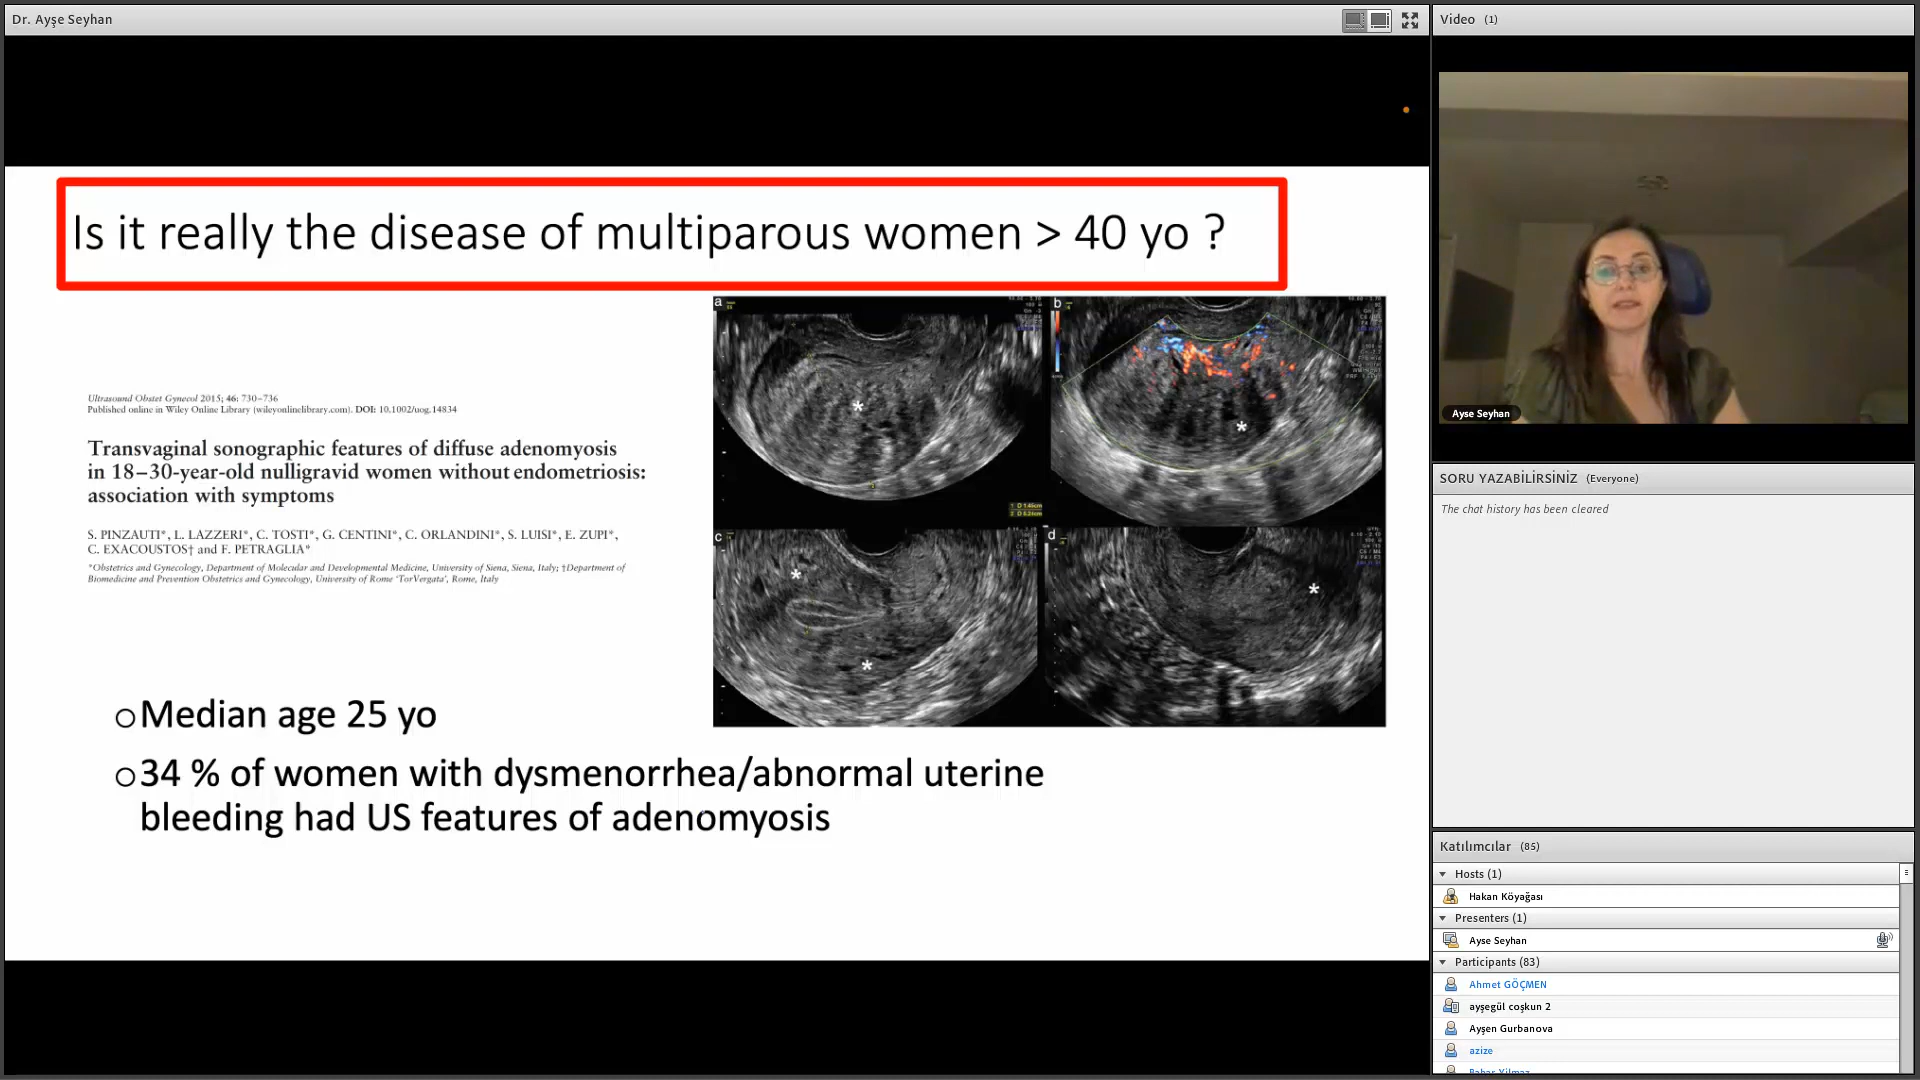 Dr. Ayşe Seyhan
Is it really the disease of multiparous women > 40 yo ?
Ultrasound Obstet Gynecol 2015; 46: 730–736
Published online in Wiley Online Library (wileyonlinelibrary.com). DOI: 10.1002/uog.14834
Transvaginal sonographic features of diffuse adenomyosis
in 18–30-year-old nulligravid women without endometriosis:
association with symptoms
S. PINZAUTI*, L. LAZZERI*, C. TOSTI*, G. CENTINI*, C. ORLANDINI*, S. LUISI*, E. ZUPI*,
C. EXACOUSTOS† and F. PETRAGLIA*
*Obstetrics and Gynecology, Department of Molecular and Developmental Medicine, University of Siena, Siena, Italy; †Department of
Biomedicine and Prevention Obstetrics and Gynecology, University of Rome 'TorVergata', Rome, Italy
a
b
c
d
Median age 25 yo
34 % of women with dysmenorrhea/abnormal uterine
bleeding had US features of adenomyosis
Video (1)
Ayse Seyhan
SORU YAZABİLİRSİNİZ (Everyone)
The chat history has been cleared
Katılımcılar (85)
Hosts (1)
Hakan Köyağası
Presenters (1)
Ayse Seyhan
Participants (83)
Ahmet GÖÇMEN
ayşegül coşkun 2
Ayşen Gurbanova
azize
Bahar Yılmaz